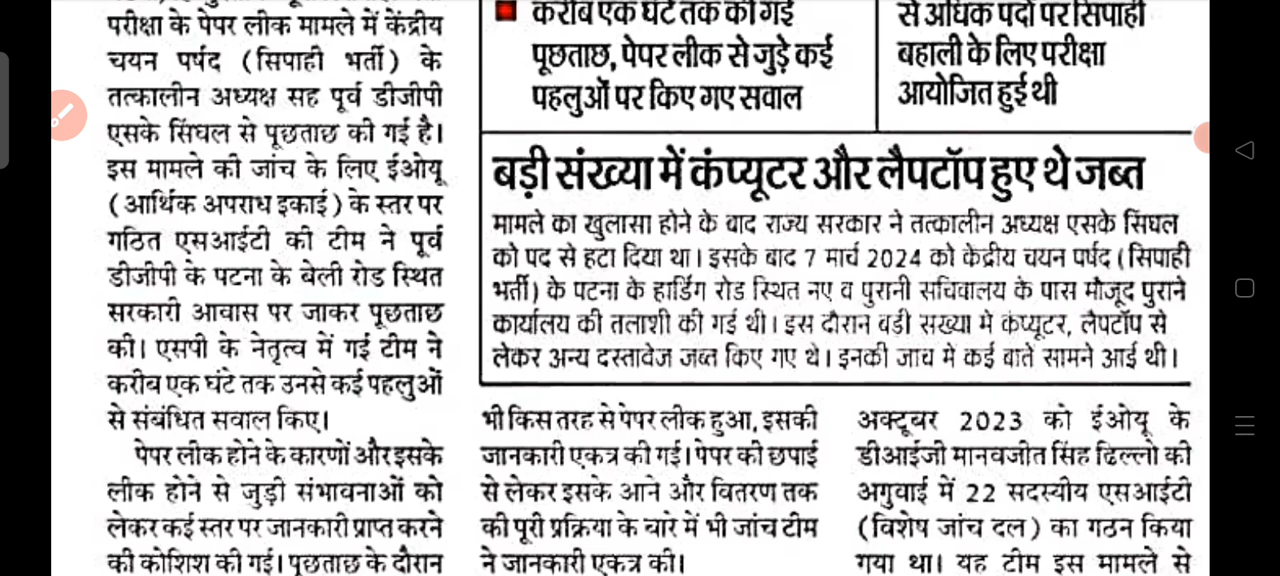 परीक्षा के पेपर लीक मामले में केंद्रीय
चयन पर्षद (सिपाही भर्ती) के
तत्कालीन अध्यक्ष सह पूर्व डीजीपी
एसके सिंघल से पूछताछ की गई है।
इस मामले की जांच के लिए ईओयू
(आर्थिक अपराध इकाई) के स्तर पर
गठित एसआईटी की टीम ने पूर्व
डीजीपी के पटना के बेली रोड स्थित
सरकारी आवास पर जाकर पूछताछ
की। एसपी के नेतृत्व में गई टीम ने
करीब एक घंटे तक उनसे कई पहलुओं
से संबंधित सवाल किए।
पेपर लीक होने के कारणों और इसके
लीक होने से जुड़ी संभावनाओं को
लेकर कई स्तर पर जानकारी प्राप्त करने
की कोशिश की गई। पूछताछ के दौरान
करीब एक घंटे तक की गई
पूछताछ, पेपर लीक से जुड़े कई
पहलुओं पर किए गए सवाल
से अधिक पदों पर सिपाही
बहाली के लिए परीक्षा
आयोजित हुई थी
बड़ी संख्या में कंप्यूटर और लैपटॉप हुए थे जब्त
मामले का खुलासा होने के बाद राज्य सरकार ने तत्कालीन अध्यक्ष एसके सिंघल
को पद से हटा दिया था। इसके बाद 7 मार्च 2024 को केंद्रीय चयन पर्षद (सिपाही
भर्ती) के पटना के हार्डिंग रोड स्थित नए व पुरानी सचिवालय के पास मौजूद पुराने
कार्यालय की तलाशी की गई थी। इस दौरान बड़ी संख्या में कंप्यूटर, लैपटॉप से
लेकर अन्य दस्तावेज जब्त किए गए थे। इनकी जांच में कई बातें सामने आई थी।
भी किस तरह से पेपर लीक हुआ, इसकी
जानकारी एकत्र की गई। पेपर की छपाई
से लेकर इसके आने और वितरण तक
की पूरी प्रक्रिया के बारे में भी जांच टीम
ने जानकारी एकत्र की।
अक्टूबर 2023 को ईओयू के
डीआईजी मानवजीत सिंह ढिल्लो की
अगुवाई में 22 सदस्यीय एसआईटी
(विशेष जांच दल) का गठन किया
गया था। यह टीम इस मामले से